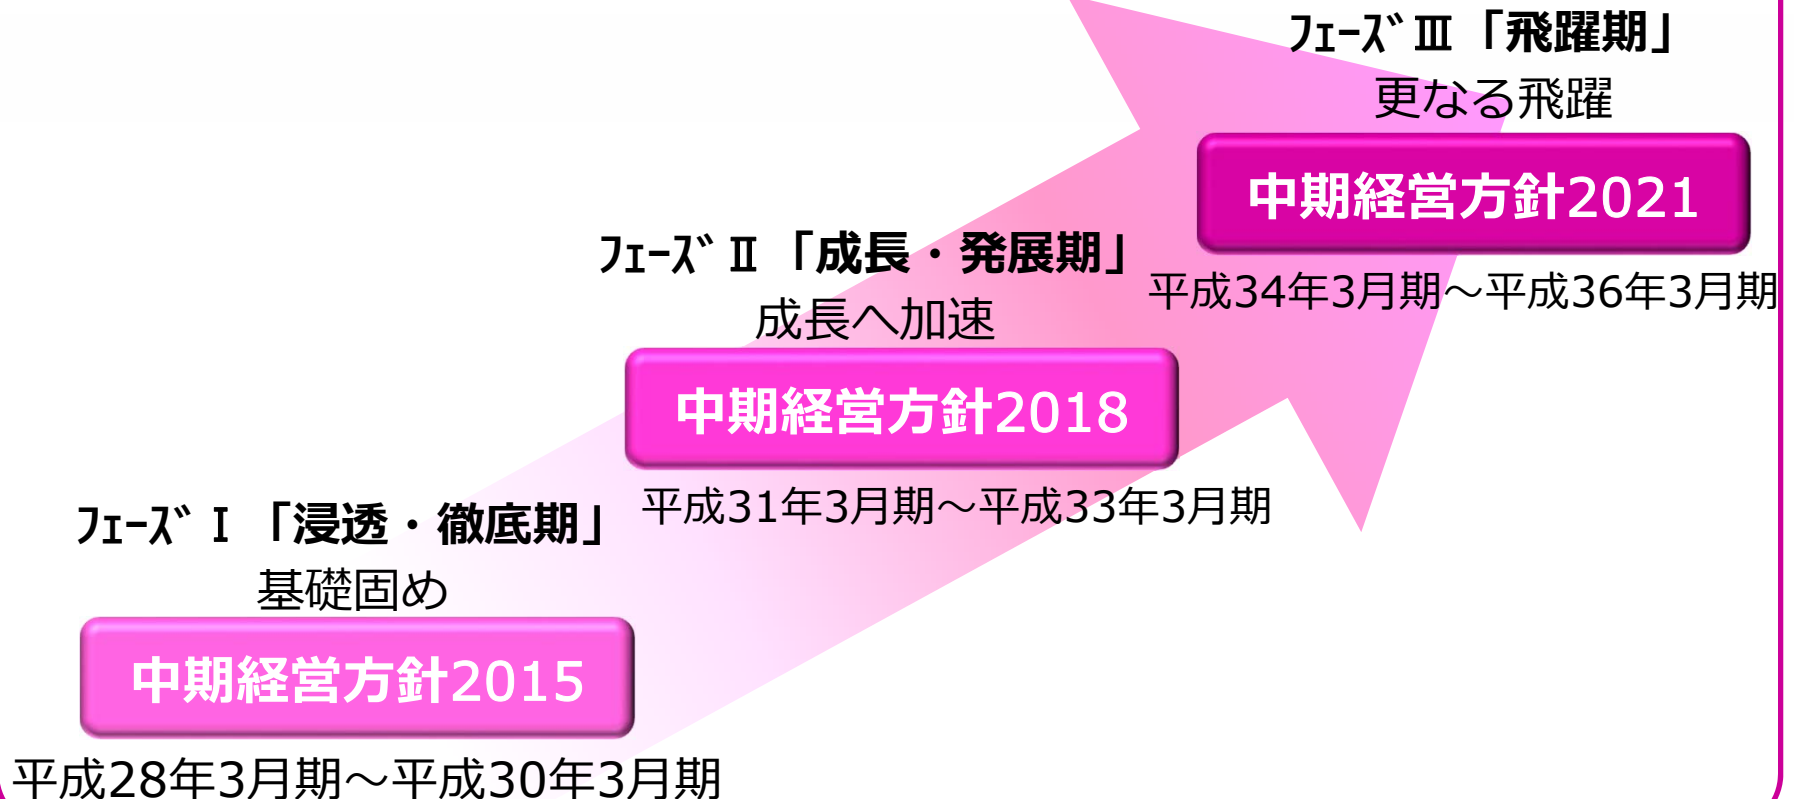 ﾌｪｰｽﾞⅢ「飛躍期」
更なる飛躍
中期経営方針2021
平成34年3月期～平成36年3月期
ﾌｪｰｽﾞⅡ「成長・発展期」
成長へ加速
中期経営方針2018
平成31年3月期～平成33年3月期
ﾌｪｰｽﾞⅠ「浸透・徹底期」
基礎固め
中期経営方針2015
平成28年3月期～平成30年3月期